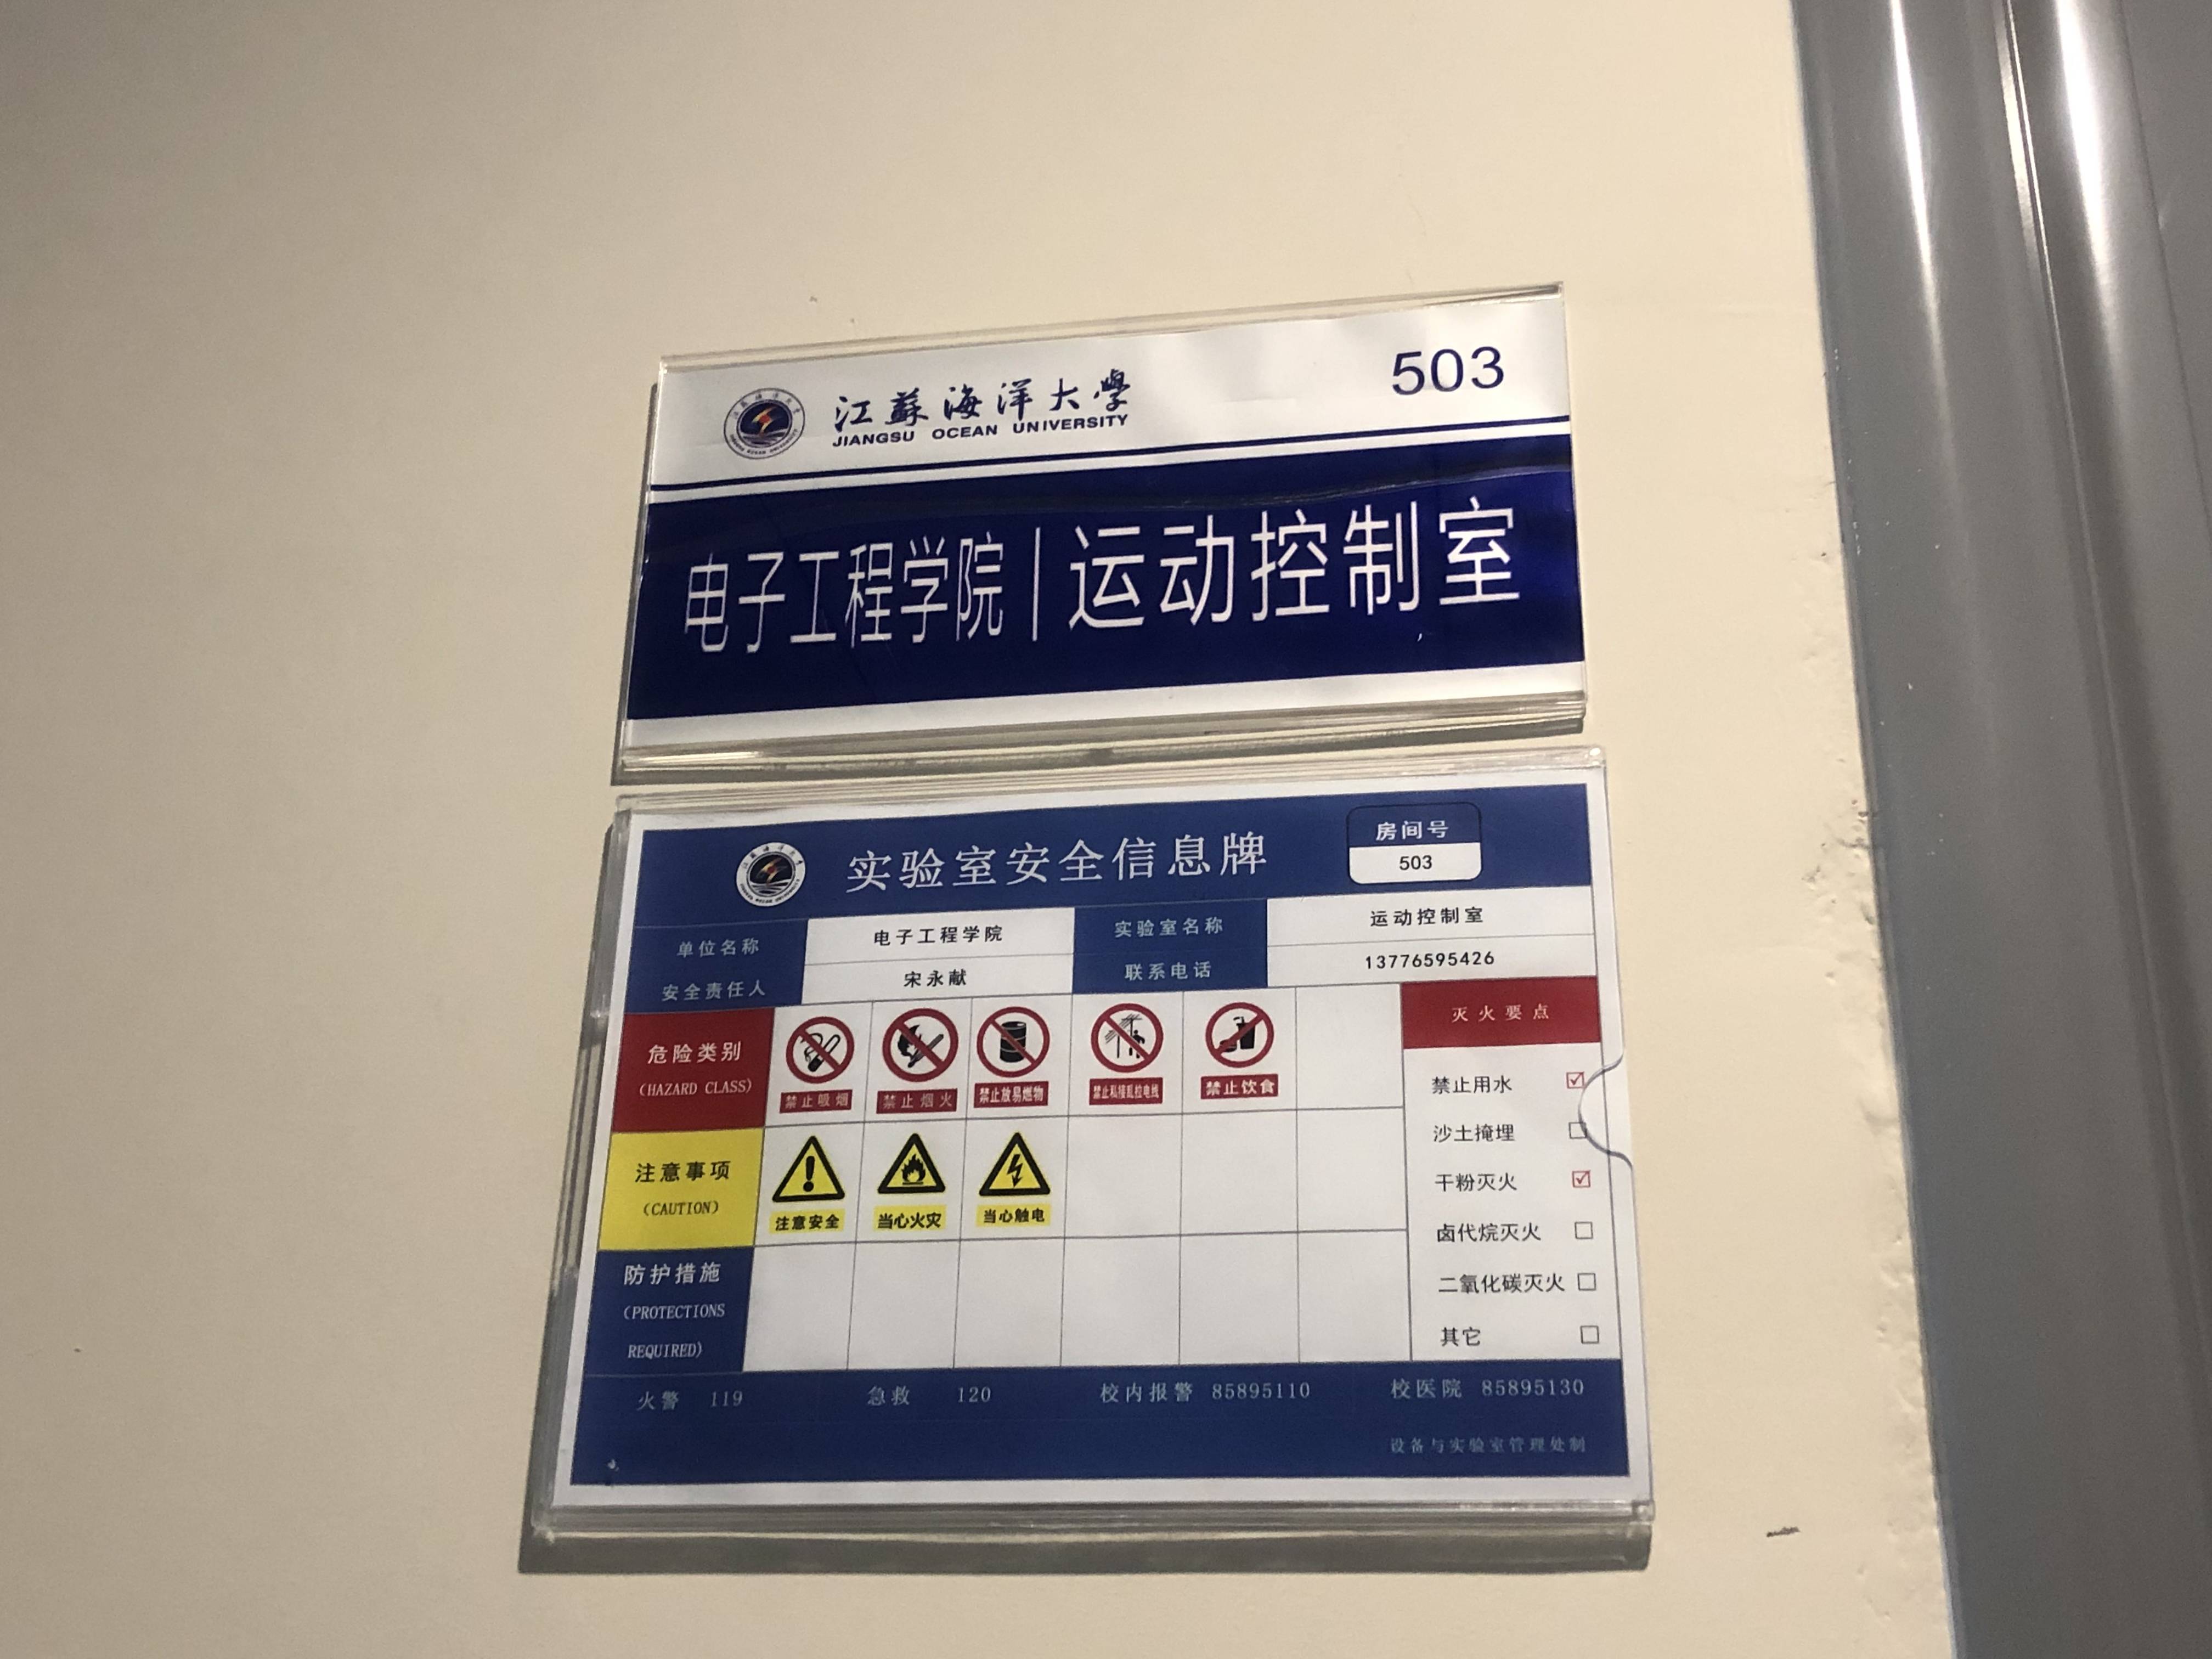 江蘇海洋大學
JIANGSU OCEAN UNIVERSITY
503
电子工程学院|运动控制室
实验室安全信息牌
房间号
503
单位名称 电子工程学院 实验室名称 运动控制室
安全责任人 宋永献 联系电话 13776595426
危险类别
(HAZARD CLASS)
禁止吸烟 禁止烟火 禁止放易燃物 禁止私接乱拉电线 禁止饮食
注意事项
(CAUTION)
注意安全 当心火灾 当心触电
防护措施
(PROTECTIONS
REQUIRED)
灭火要点
禁止用水 ☑
沙土掩埋 □
干粉灭火 ☑
卤代烷灭火 □
二氧化碳灭火 □
其它 □
火警 119 急救 120 校内报警 85895110 校医院 85895130
设备与实验室管理处制